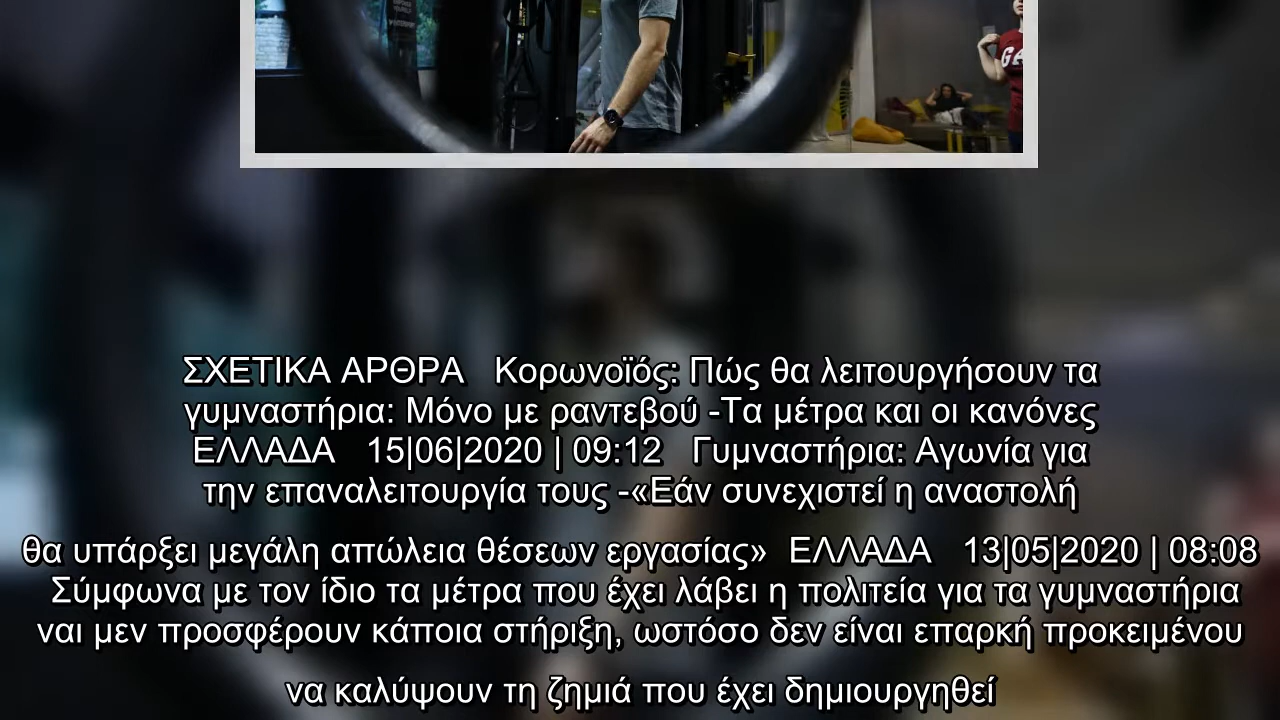 GA
ΣΧΕΤΙΚΑ ΑΡΘΡΑ   Κορωνοϊός: Πώς θα λειτουργήσουν τα
γυμναστήρια: Μόνο με ραντεβού -Τα μέτρα και οι κανόνες
ΕΛΛΑΔΑ   15|06|2020 | 09:12   Γυμναστήρια: Αγωνία για
την επαναλειτουργία τους -«Εάν συνεχιστεί η αναστολή
θα υπάρξει μεγάλη απώλεια θέσεων εργασίας»  ΕΛΛΑΔΑ   13|05|2020 | 08:08
Σύμφωνα με τον ίδιο τα μέτρα που έχει λάβει η πολιτεία για τα γυμναστήρια
ναι μεν προσφέρουν κάποια στήριξη, ωστόσο δεν είναι επαρκή προκειμένου
να καλύψουν τη ζημιά που έχει δημιουργηθεί